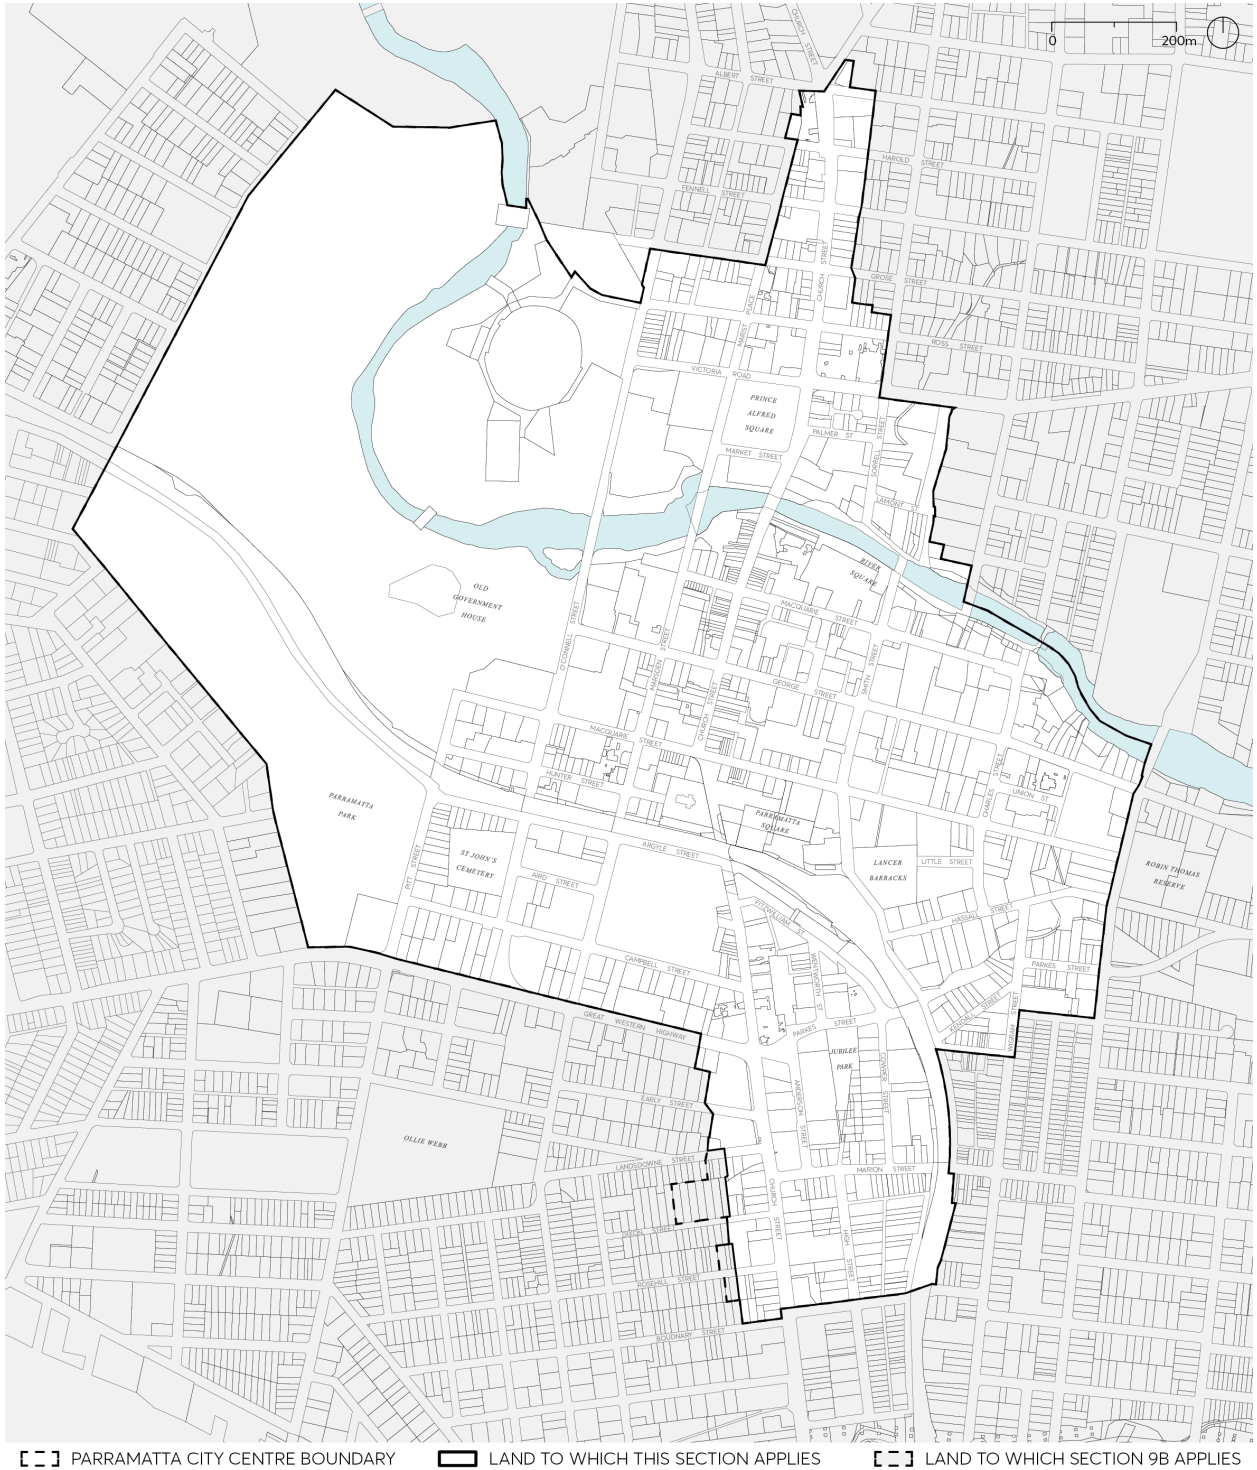 CHURCH STREET
0 200m
ALBERT STREET
HAROLD STREET
FENNELL STREET
CHURCH STREET
GROSE STREET
MARIST PLACE
ROSS STREET
VICTORIA ROAD
PRINCE
ALFRED
SQUARE
PALMER ST
SORRELL STREET
MARKET STREET
LAMONT ST
RIVER
SQUARE
OLD
GOVERNMENT
HOUSE
MACQUARIE STREET
O'CONNELL STREET
MARSDEN STREET
SMITH STREET
GEORGE STREET
CHURCH STREET
MACQUARIE STREET
HUNTER STREET
CHARLES STREET
UNION ST
PARRAMATTA
PARK
PARRAMATTA
SQUARE
ARGYLE STREET
PITT STREET
ST JOHN'S
CEMETERY
LANCER
BARRACKS
LITTLE STREET
ROBIN THOMAS
RESERVE
AIRD STREET
FITZWILLIAM ST
HASSALL STREET
CAMPBELL STREET
WENTWORTH ST
PARKES STREET
KENDALL STREET
WIGRAM STREET
GREAT WESTERN HIGHWAY
PARKES STREET
JUBILEE
PARK
COWPER STREET
ANDERSON STREET
EARLY STREET
OLLIE WEBB
LANDSDOWNE STREET
MARION STREET
CHURCH STREET
DIXON STREET
HIGH STREET
ROSEHILL STREET
BOUDNARY STREET
PARRAMATTA CITY CENTRE BOUNDARY
LAND TO WHICH THIS SECTION APPLIES
LAND TO WHICH SECTION 9B APPLIES